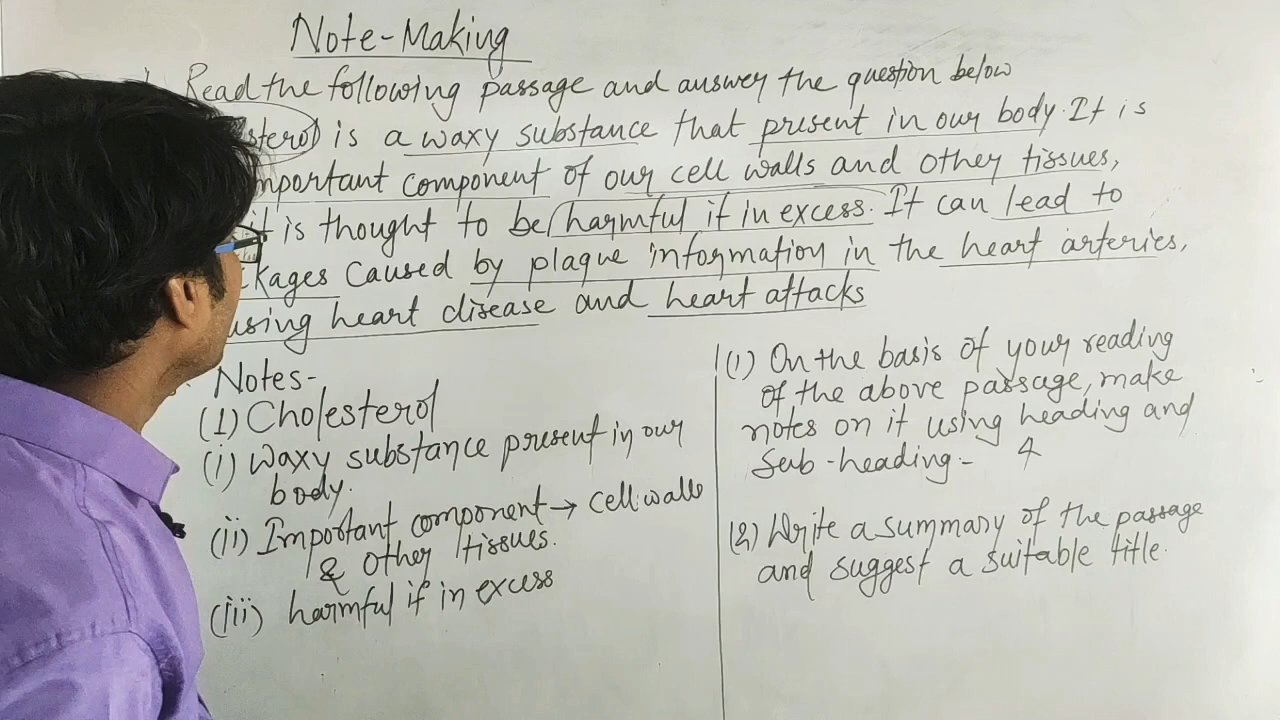 Note-Making
Read the following passage and answer the question below
sterol is a waxy substance that present in our body. It is
mportant component of our cell walls and other tissues,
it is thought to be harmful if in excess. It can lead to
kages caused by plaque information in the heart arteries,
using heart disease and heart attacks
Notes-
(1) Cholesterol
(i) Waxy substance present in our
body.
(ii) Important component → cell walls
& other tissues.
(iii) harmful if in excess
(1) On the basis of your reading
of the above passage, make
notes on it using heading and
Sub-heading- 4
(2) Write a summary of the passage
and suggest a suitable title.